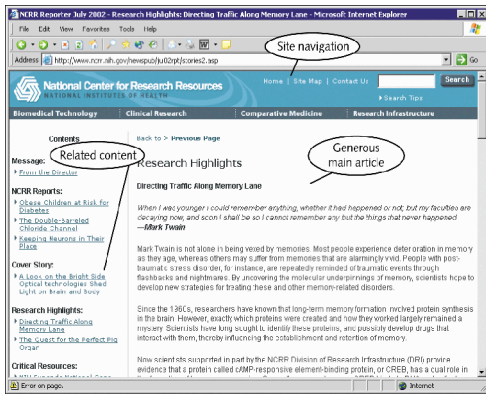 NCRR Reporter July 2002 - Research Highlights: Directing Traffic Along Memory Lane - Microsoft Internet Explorer
File Edit View Favorites Tools Help
Address http://www.ncrr.nih.gov/newspub/jul02rpt/stories2.asp Go
Site navigation
National Center for Research Resources
NATIONAL INSTITUTES OF HEALTH
Home | Site Map | Contact Us Search
Search Tips
Biomedical Technology Clinical Research Comparative Medicine Research Infrastructure
Contents
Message:
From the Director
NCRR Reports:
Obese Children at Risk for
Diabetes
The Double-Barreled
Chloride Channel
Keeping Neurons in Their
Place
Cover Story:
A Look on the Bright Side
Optical technologies Shed
Light on Brain and Body
Research Highlights:
Directing Traffic Along
Memory Lane
The Quest for the Perfect Pig
Organ
Critical Resources:
Related content
Back to > Previous Page
Research Highlights
Generous
main article
Directing Traffic Along Memory Lane
When I was younger I could remember anything, whether it had happened or not; but my faculties are
decaying now, and soon I shall be so I cannot remember any but the things that never happened
—Mark Twain
Mark Twain is not alone in being vexed by memories. Most people experience deterioration in memory
as they age, whereas others may suffer from memories that are alarmingly vivid. People with post-
traumatic stress disorder, for instance, are repeatedly reminded of traumatic events through
flashbacks and nightmares. By uncovering the molecular underpinnings of memory, scientists hope to
develop new strategies for treating these and other memory-related disorders.
Since the 1960s, researchers have known that long-term memory formation involved protein synthesis
in the brain. However, exactly which proteins were created and how they worked largely remained a
mystery. Scientists have long sought to identify these proteins, and possibly develop drugs that
interact with them, thereby influencing the establishment and retention of memory.
Now scientists supported in part by the NCRR Division of Research Infrastructure (DRI) provide
evidence that a protein called cAMP-responsive element-binding protein, or CREB, has a dual role in
Error on page. Internet